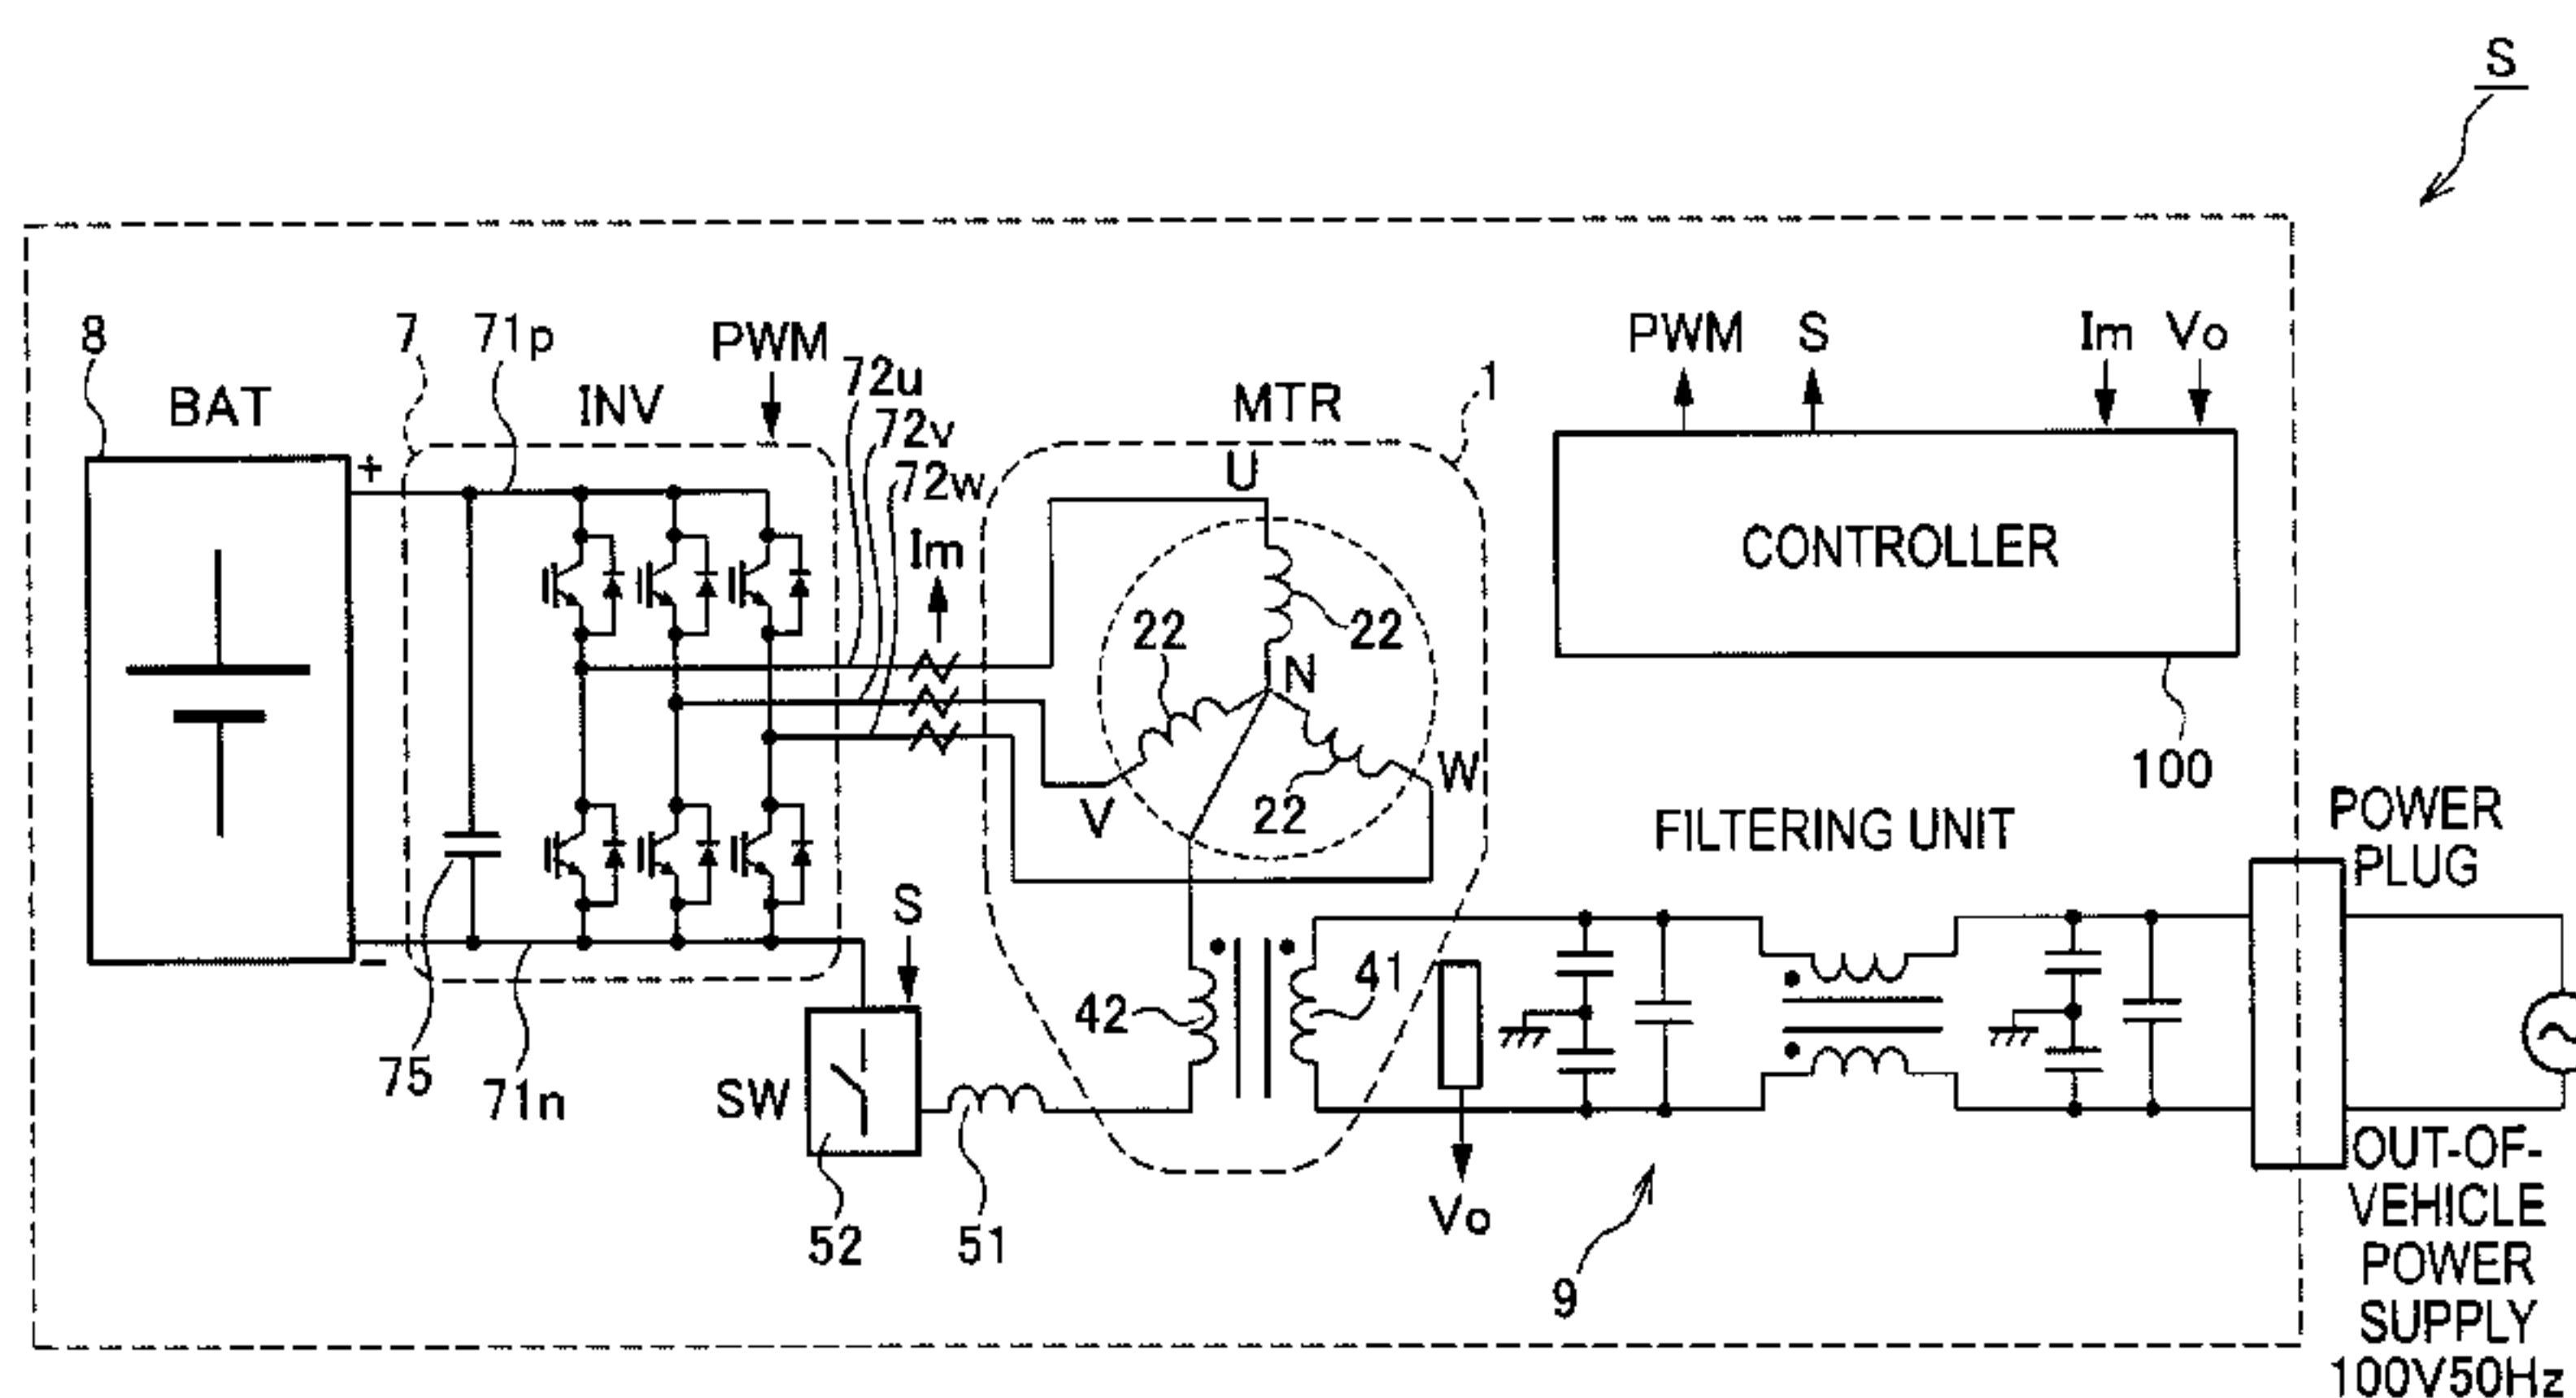 S
8
BAT
+
−
7
71p
INV
PWM
72u
72v
72w
Im
MTR
1
U
22
22
N
22
V
W
PWM
S
Im
Vo
CONTROLLER
100
FILTERING UNIT
POWER
PLUG
75
71n
S
SW
52
51
42
41
Vo
9
OUT-OF-
VEHICLE
POWER
SUPPLY
100V50Hz